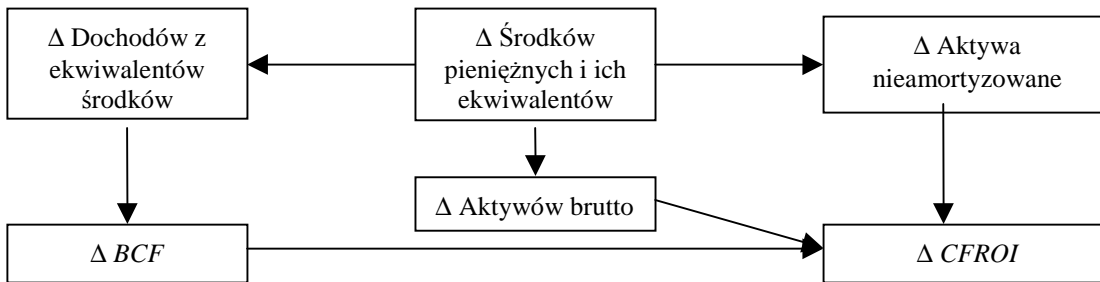 Δ Dochodów z
ekwiwalentów
środków
Δ Środków
pieniężnych i ich
ekwiwalentów
Δ Aktywa
nieamortyzowane
Δ Aktywów brutto
Δ BCF
Δ CFROI